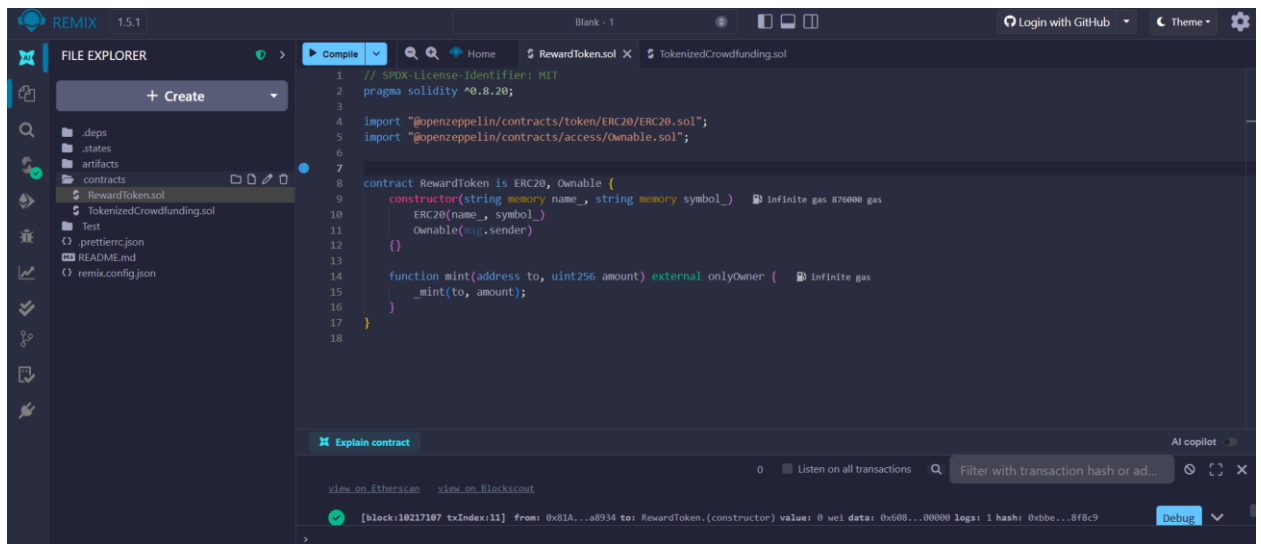 REMIX 1.5.1 Blank - 1 Login with GitHub Theme
FILE EXPLORER
Compile Home RewardToken.sol TokenizedCrowdfunding.sol
+ Create
.deps
.states
artifacts
contracts
RewardToken.sol
TokenizedCrowdfunding.sol
Test
.prettierrc.json
README.md
remix.config.json
1 // SPDX-License-Identifier: MIT
2 pragma solidity ^0.8.20;
3
4 import "@openzeppelin/contracts/token/ERC20/ERC20.sol";
5 import "@openzeppelin/contracts/access/Ownable.sol";
6
7
8 contract RewardToken is ERC20, Ownable {
9 constructor(string memory name_, string memory symbol_) infinite gas 876000 gas
10 ERC20(name_, symbol_)
11 Ownable(msg.sender)
12 {}
13
14 function mint(address to, uint256 amount) external onlyOwner { infinite gas
15 _mint(to, amount);
16 }
17 }
18
Explain contract AI copilot
0 Listen on all transactions Filter with transaction hash or ad...
view on Etherscan view on Blockscout
[block:10217107 txIndex:11] from: 0x81A...a8934 to: RewardToken.(constructor) value: 0 wei data: 0x608...00000 logs: 1 hash: 0xbbe...8f8c9 Debug
>